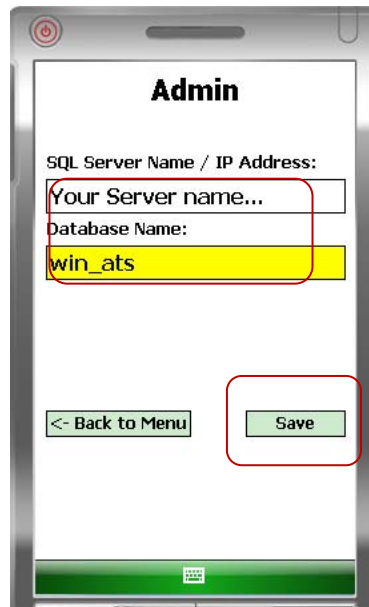 Admin
SQL Server Name / IP Address:
Your Server name...
Database Name:
win_ats
<- Back to Menu
Save